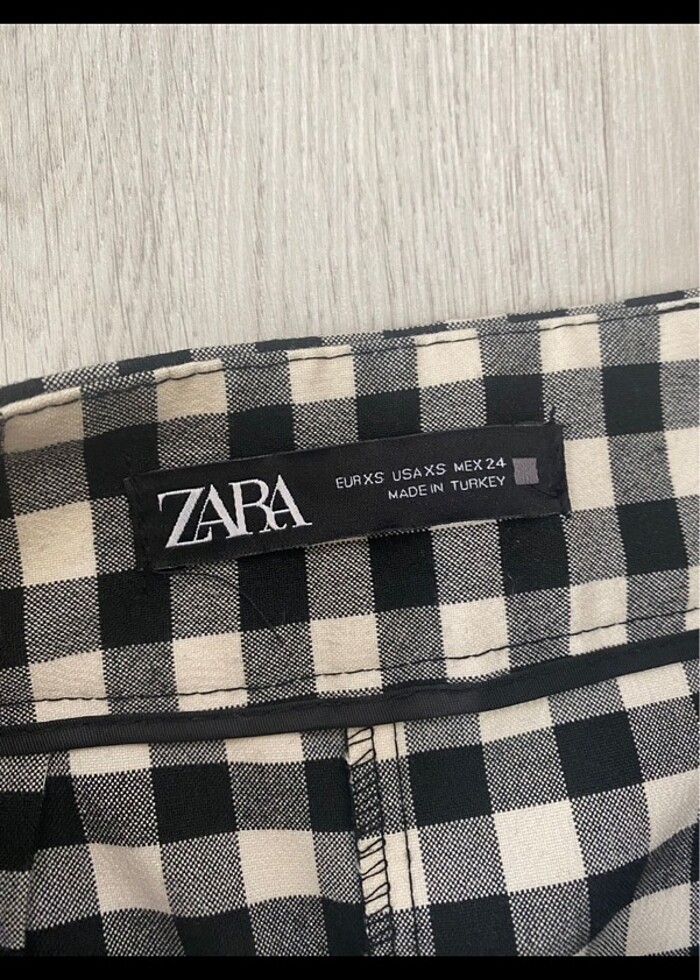 ZARA
EUR XS USA XS MEX 24
MADE IN TURKEY